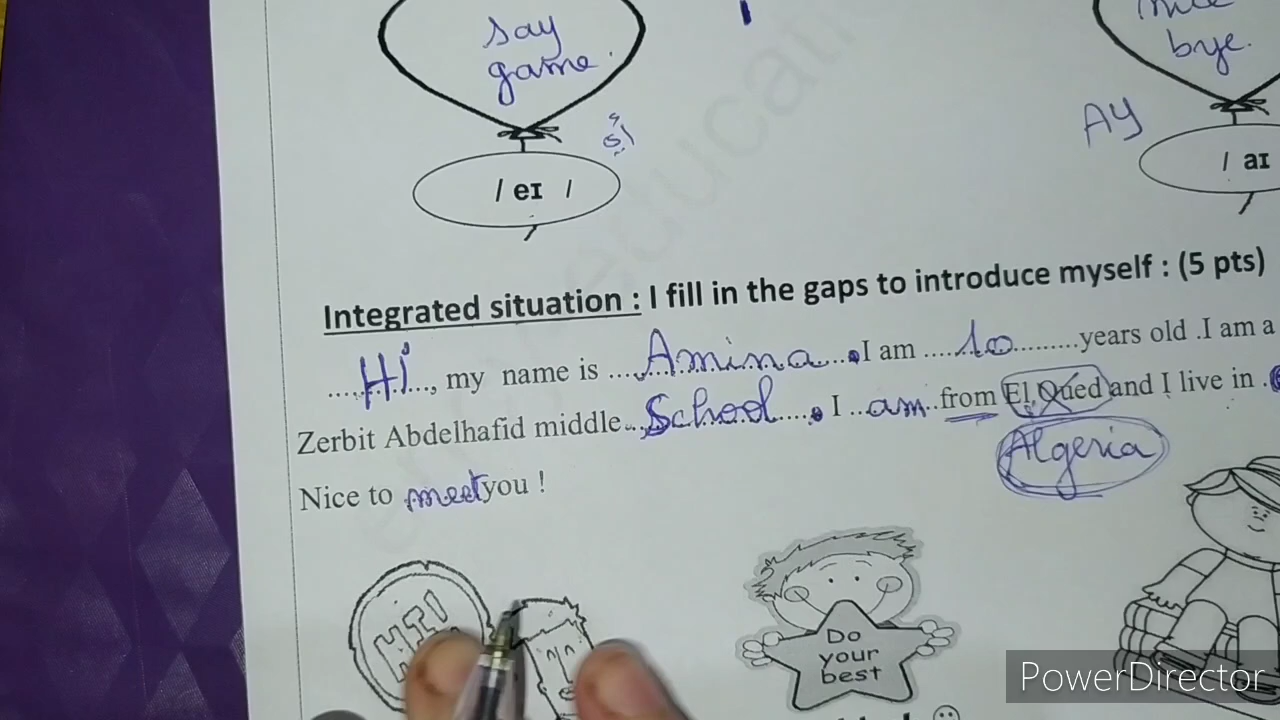 say
game.
bye.
AY
/ eɪ /
/ aɪ
Integrated situation : I fill in the gaps to introduce myself : (5 pts)
....Hi...., my name is ....Amina.... I am ....10.........years old .I am a
Zerbit Abdelhafid middle...School..... I ..am..from El Oued and I live in .
Algeria
Nice to meet you !
HI!
Do
your
best
PowerDirector